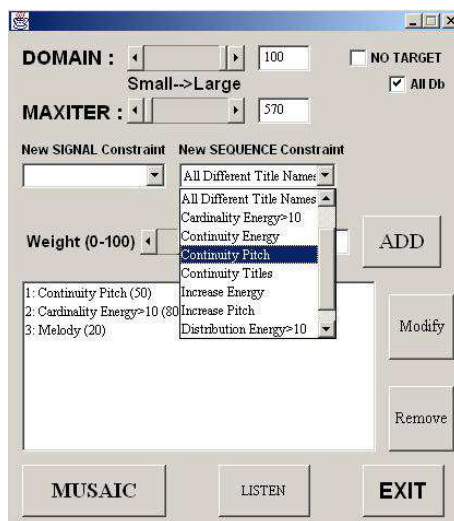 DOMAIN :
100
NO TARGET
Small-->Large
All Db
MAXITER :
570
New SIGNAL Constraint
New SEQUENCE Constraint
All Different Title Names
All Different Title Names
Cardinality Energy>10
Continuity Energy
Continuity Pitch
Continuity Titles
Increase Energy
Increase Pitch
Distribution Energy>10
Weight (0-100)
ADD
1: Continuity Pitch (50)
2: Cardinality Energy>10 (80
3: Melody (20)
Modify
Remove
MUSAIC
LISTEN
EXIT